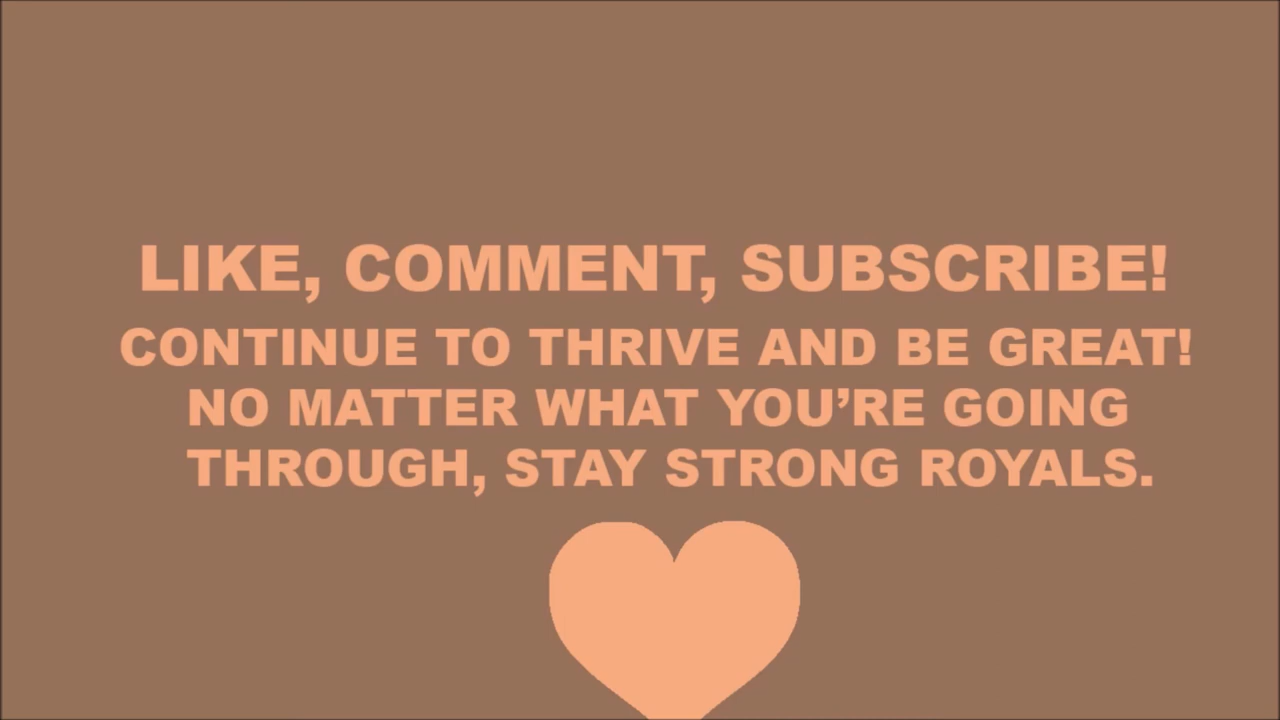 LIKE, COMMENT, SUBSCRIBE!
CONTINUE TO THRIVE AND BE GREAT!
NO MATTER WHAT YOU’RE GOING
THROUGH, STAY STRONG ROYALS.